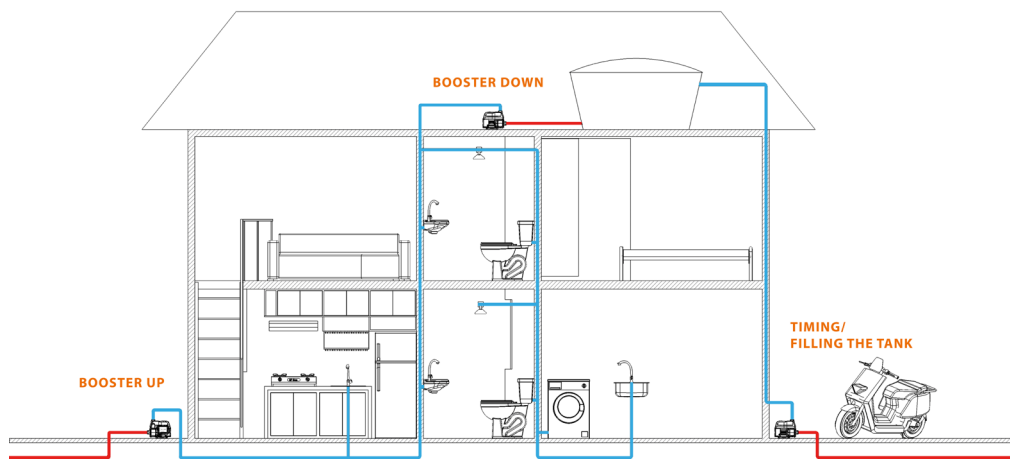 BOOSTER DOWN
TIMING/
FILLING THE TANK
BOOSTER UP